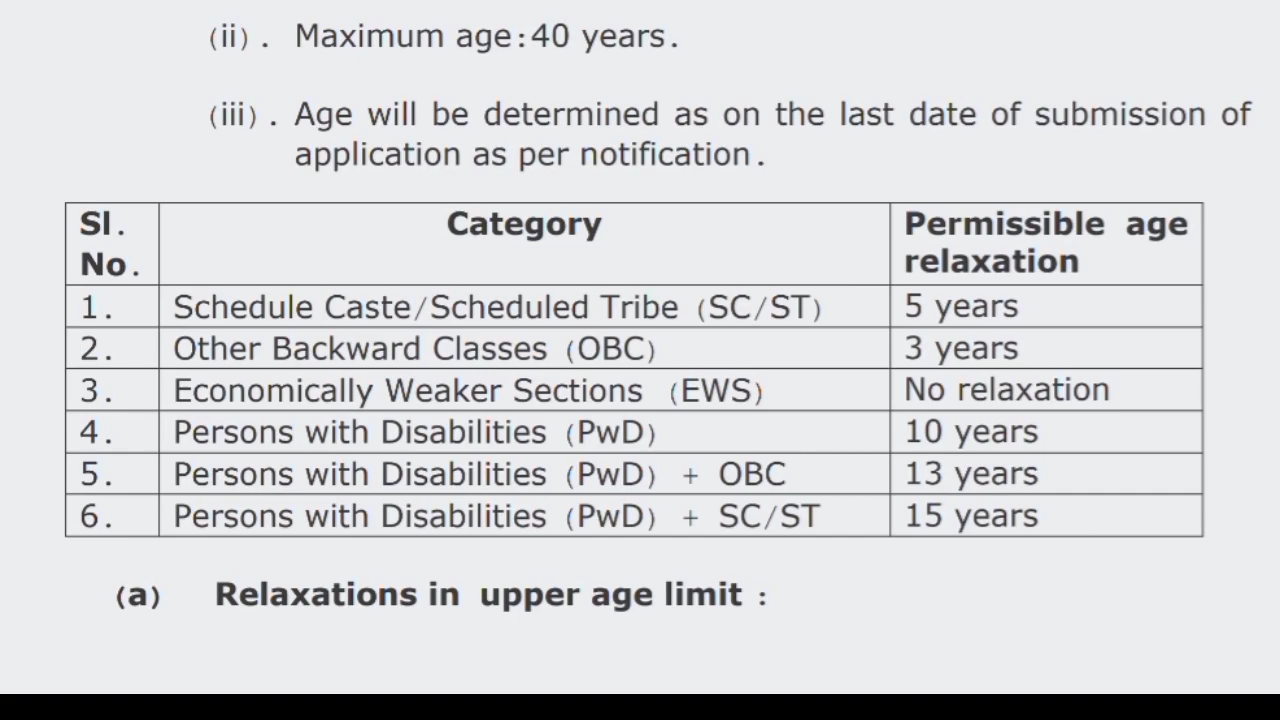 (ii). Maximum age:40 years.
(iii). Age will be determined as on the last date of submission of
application as per notification.
Sl. No. Category Permissible age relaxation
1. Schedule Caste/Scheduled Tribe (SC/ST) 5 years
2. Other Backward Classes (OBC) 3 years
3. Economically Weaker Sections (EWS) No relaxation
4. Persons with Disabilities (PwD) 10 years
5. Persons with Disabilities (PwD) + OBC 13 years
6. Persons with Disabilities (PwD) + SC/ST 15 years
(a) Relaxations in upper age limit :